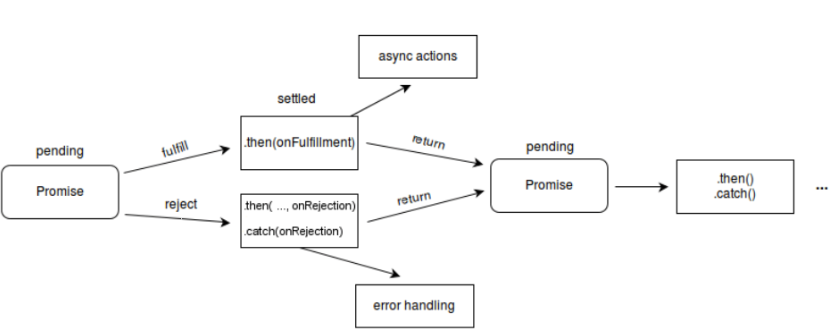 async actions
settled
pending
fulfill
.then(onFulfillment)
return
pending
Promise
Promise
.then()
.catch()
...
reject
.then( ..., onRejection)
.catch(onRejection)
return
error handling